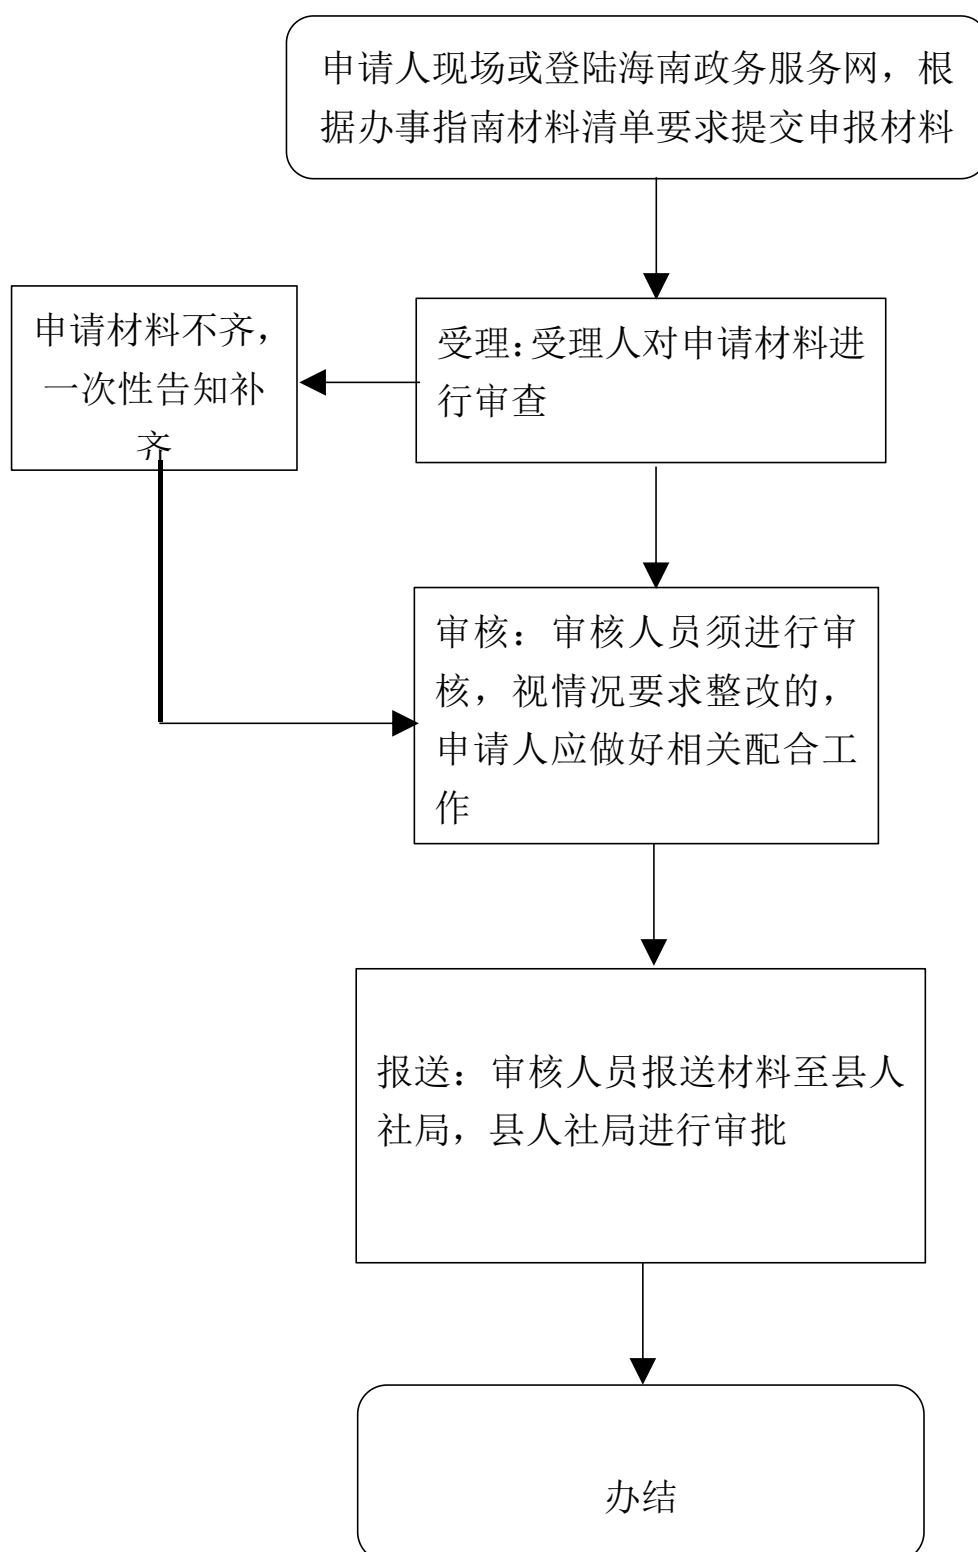 申请人现场或登陆海南政务服务网，根
据办事指南材料清单要求提交申报材料
申请材料不齐，
一次性告知补
齐
受理：受理人对申请材料进
行审查
审核：审核人员须进行审
核，视情况要求整改的，
申请人应做好相关配合工
作
报送：审核人员报送材料至县人
社局，县人社局进行审批
办结